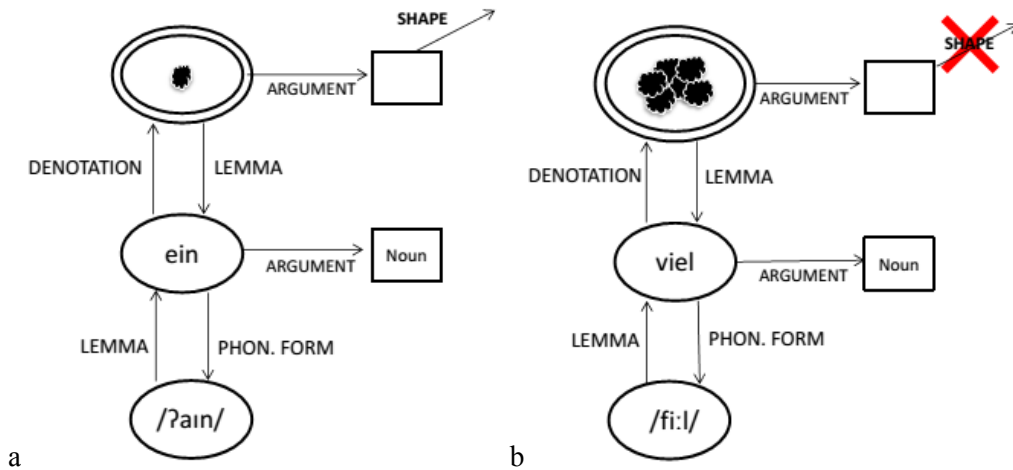 SHAPE
ARGUMENT
DENOTATION
LEMMA
ein
ARGUMENT
Noun
LEMMA
PHON. FORM
/ʔaɪn/
a
SHAPE
ARGUMENT
DENOTATION
LEMMA
viel
ARGUMENT
Noun
LEMMA
PHON. FORM
/fiːl/
b